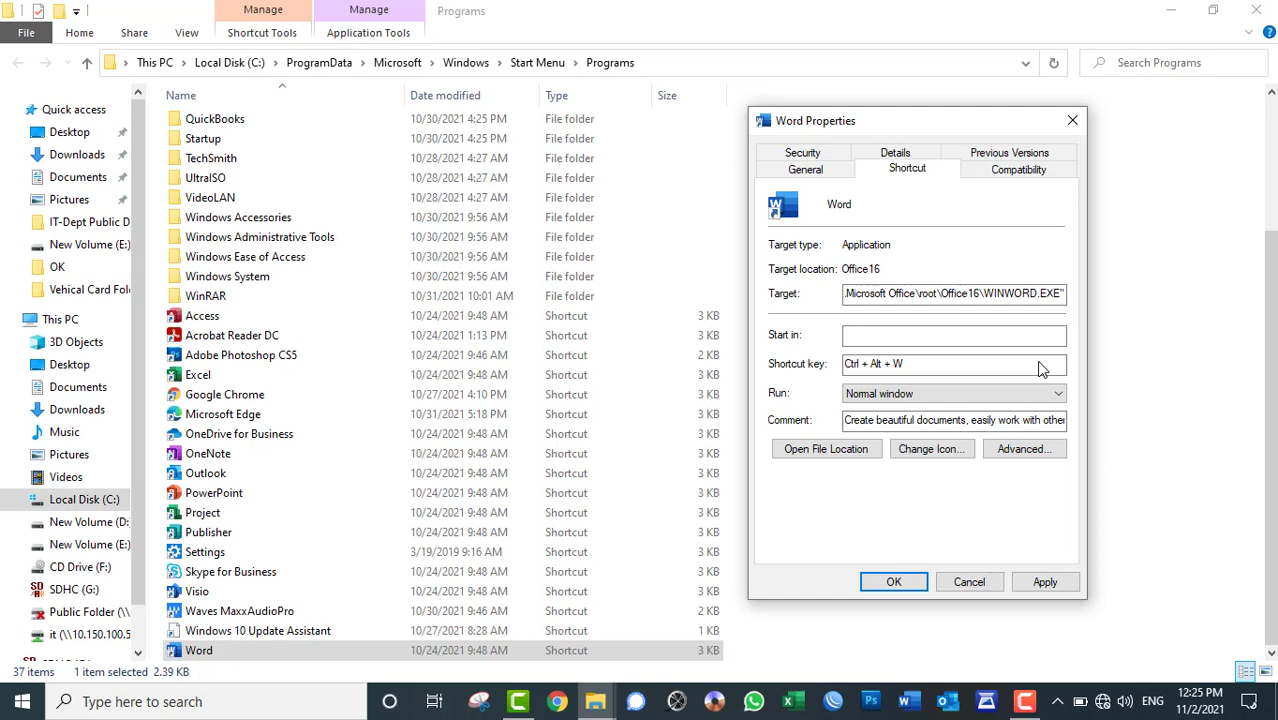 Manage
Manage
Programs
File
Home
Share
View
Shortcut Tools
Application Tools
This PC
Local Disk (C:)
ProgramData
Microsoft
Windows
Start Menu
Programs
Search Programs
Quick access
Desktop
Downloads
Documents
Pictures
IT-Dept Public D
New Volume (E:)
OK
Vehical Card Fol
This PC
3D Objects
Desktop
Documents
Downloads
Music
Pictures
Videos
Local Disk (C:)
New Volume (D:
New Volume (E:)
CD Drive (F:)
SDHC (G:)
Public Folder (\\
it (\\10.150.100.5
Name Date modified Type Size
QuickBooks 10/30/2021 4:25 PM File folder
Startup 10/30/2021 4:25 PM File folder
TechSmith 10/28/2021 4:27 AM File folder
UltraISO 10/28/2021 4:27 AM File folder
VideoLAN 10/28/2021 4:27 AM File folder
Windows Accessories 10/30/2021 9:56 AM File folder
Windows Administrative Tools 10/30/2021 9:56 AM File folder
Windows Ease of Access 10/30/2021 9:56 AM File folder
Windows System 10/30/2021 9:56 AM File folder
WinRAR 10/31/2021 10:01 AM File folder
Access 10/24/2021 9:48 AM Shortcut 3 KB
Acrobat Reader DC 10/24/2021 1:13 PM Shortcut 3 KB
Adobe Photoshop CS5 10/24/2021 9:46 AM Shortcut 2 KB
Excel 10/24/2021 9:48 AM Shortcut 3 KB
Google Chrome 10/27/2021 4:10 PM Shortcut 3 KB
Microsoft Edge 10/31/2021 5:18 PM Shortcut 3 KB
OneDrive for Business 10/24/2021 9:48 AM Shortcut 3 KB
OneNote 10/24/2021 9:48 AM Shortcut 3 KB
Outlook 10/24/2021 9:48 AM Shortcut 3 KB
PowerPoint 10/24/2021 9:48 AM Shortcut 3 KB
Project 10/24/2021 9:48 AM Shortcut 3 KB
Publisher 10/24/2021 9:48 AM Shortcut 3 KB
Settings 3/19/2019 9:16 AM Shortcut 3 KB
Skype for Business 10/24/2021 9:48 AM Shortcut 3 KB
Visio 10/24/2021 9:48 AM Shortcut 3 KB
Waves MaxxAudioPro 10/30/2021 9:46 AM Shortcut 2 KB
Windows 10 Update Assistant 10/27/2021 8:28 AM Shortcut 1 KB
Word 10/24/2021 9:48 AM Shortcut 3 KB
37 items 1 item selected 2.39 KB
Word Properties
Security Details Previous Versions
General Shortcut Compatibility
Word
Target type: Application
Target location: Office16
Target: .Microsoft Office\root\Office16\WINWORD.EXE"
Start in:
Shortcut key: Ctrl + Alt + W
Run: Normal window
Comment: Create beautiful documents, easily work with other
Open File Location Change Icon... Advanced...
OK Cancel Apply
Type here to search
ENG
12:25 PM
11/2/2021